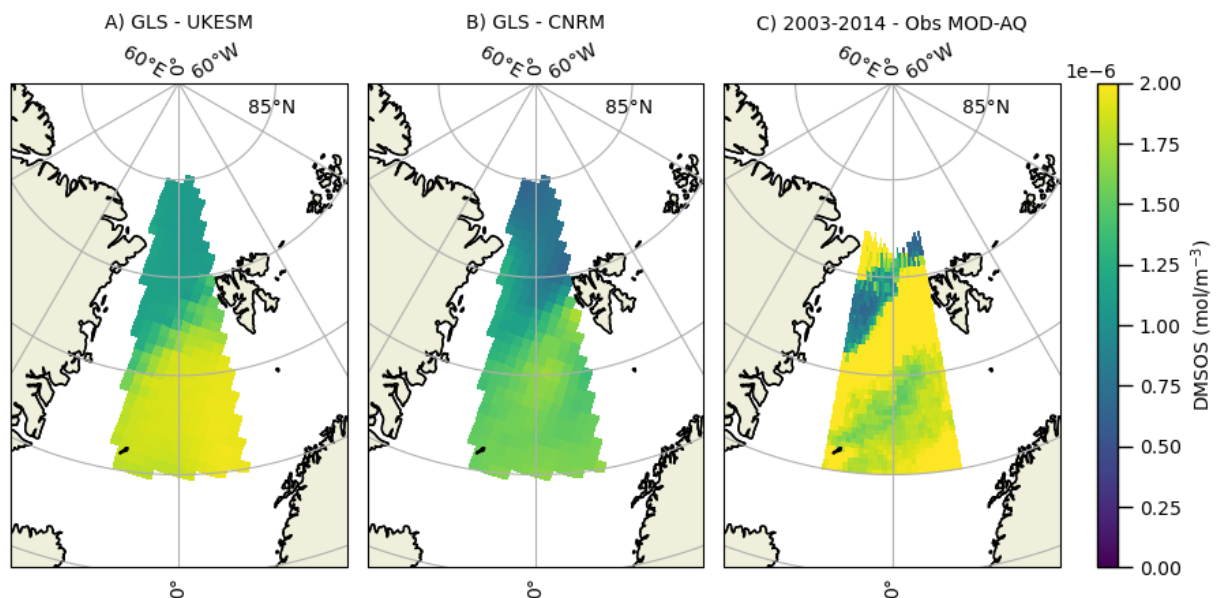 A) GLS - UKESM
B) GLS - CNRM
C) 2003-2014 - Obs MOD-AQ
60°E 0 60°W
60°E 0 60°W
60°E 0 60°W
1e−6
85°N
85°N
85°N
2.00
1.75
1.50
1.25
1.00
0.75
0.50
0.25
0.00
DMSOS (mol/m⁻³)
0°
0°
0°